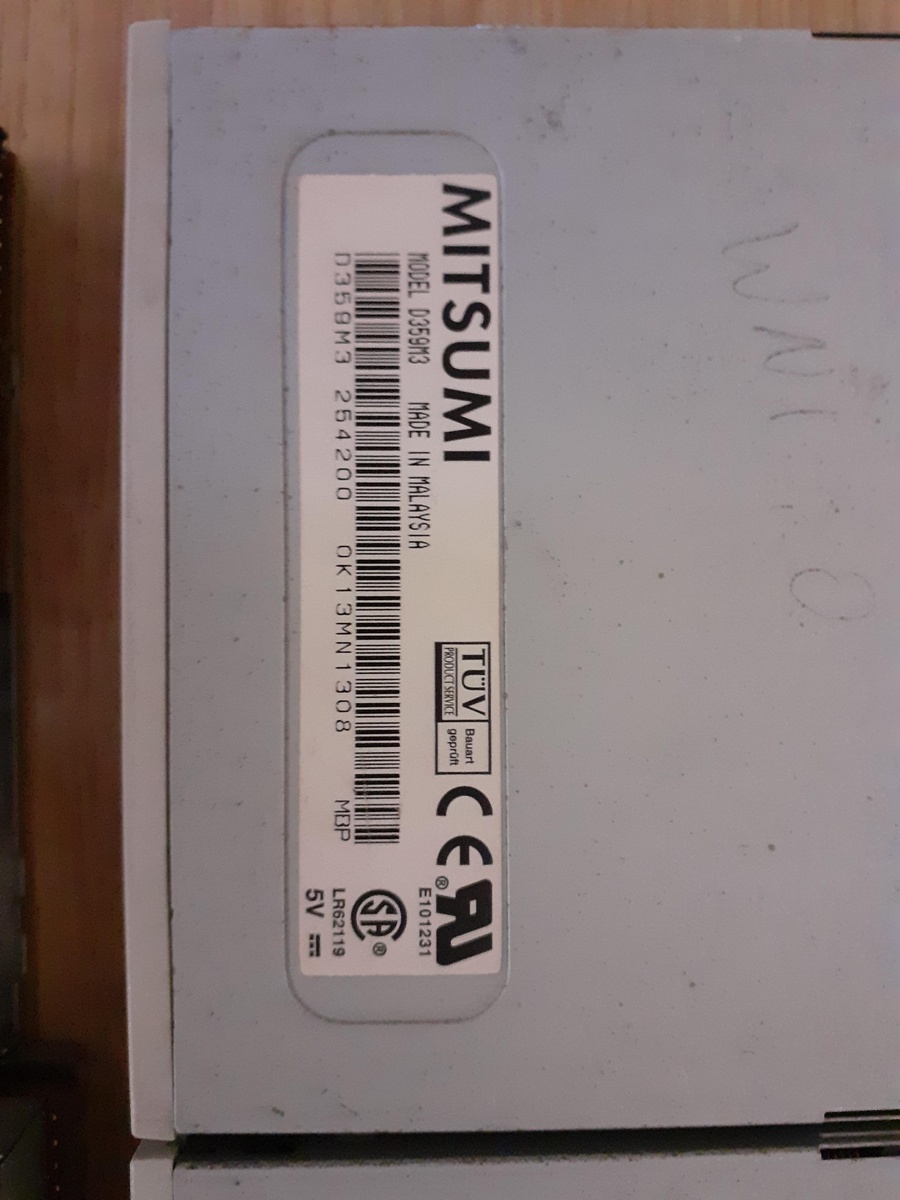 MITSUMI
MODEL D359M3 MADE IN MALAYSIA
D359M3 254200 0K13MN1308 MBP
TÜV
PRODUCT SERVICE
Bauart
geprüft
CE
®
E101231
SA ®
LR62119
5V